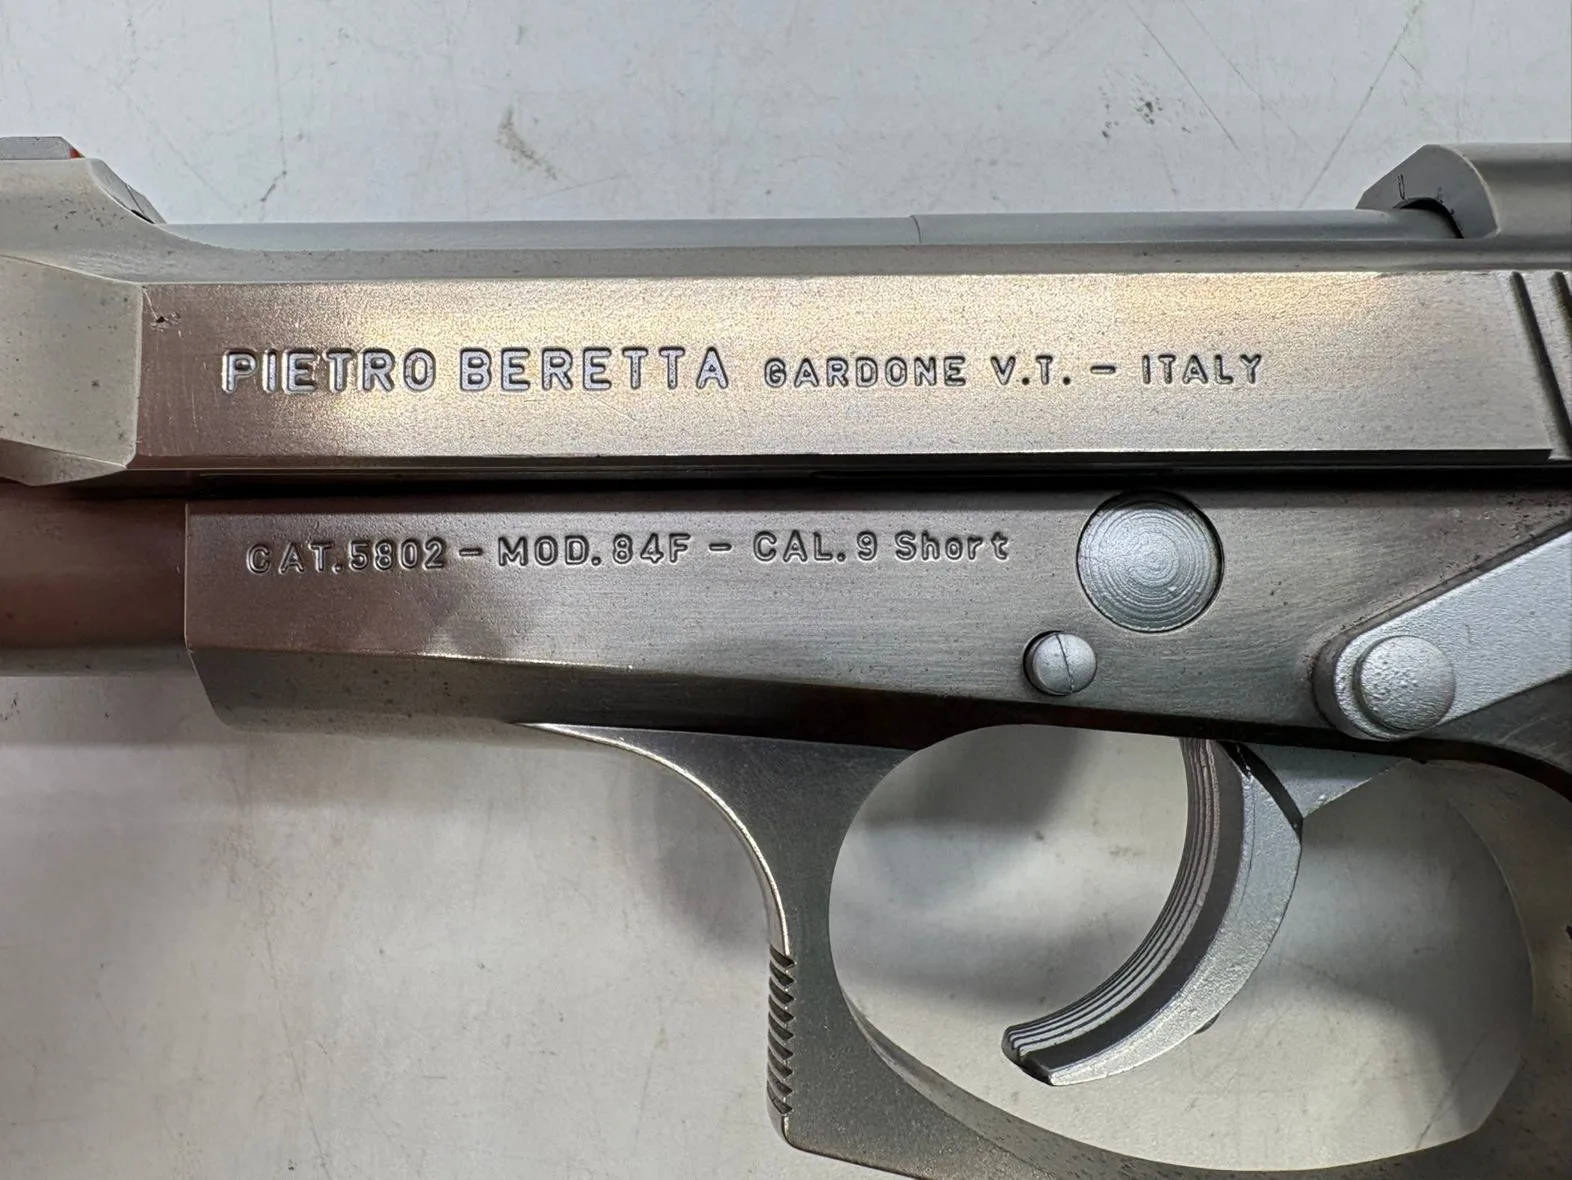 PIETRO BERETTA GARDONE V.T. - ITALY
CAT.5802 - MOD.84F - CAL.9 Short